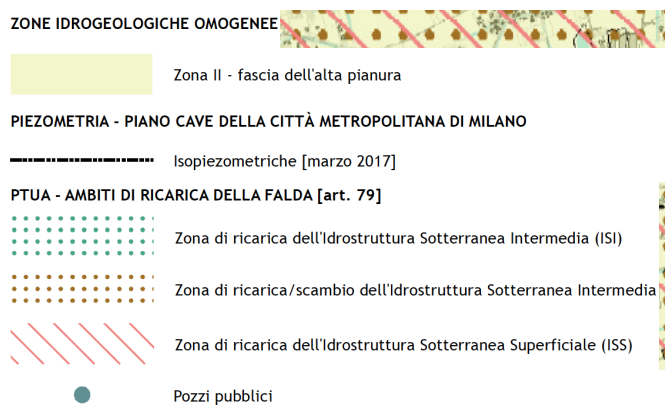 ZONE IDROGEOLOGICHE OMOGENEE
Zona II - fascia dell'alta pianura
PIEZOMETRIA - PIANO CAVE DELLA CITTÀ METROPOLITANA DI MILANO
Isopiezometriche [marzo 2017]
PTUA - AMBITI DI RICARICA DELLA FALDA [art. 79]
Zona di ricarica dell'Idrostruttura Sotterranea Intermedia (ISI)
Zona di ricarica/scambio dell'Idrostruttura Sotterranea Intermedia
Zona di ricarica dell'Idrostruttura Sotterranea Superficiale (ISS)
Pozzi pubblici